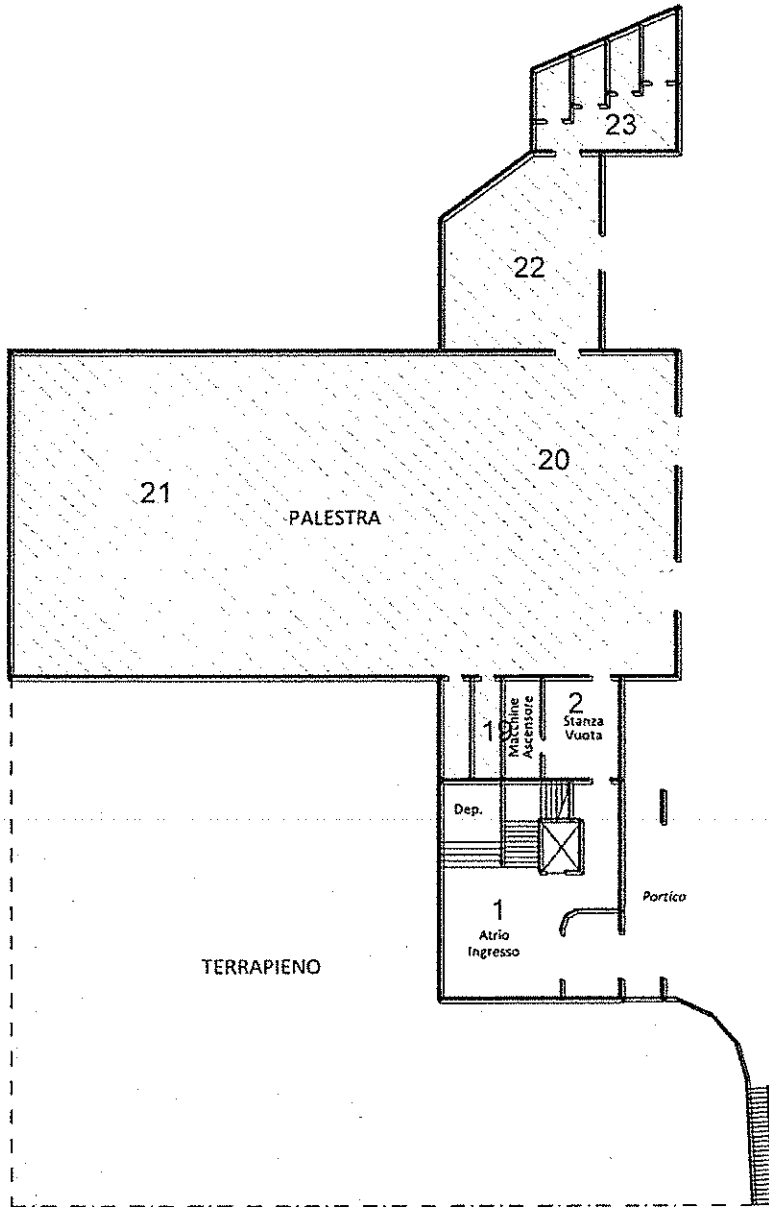 23
22
20
21
PALESTRA
2
Stanza
Vuota
19
Macchine
Ascensore
Dep.
1
Atrio
Ingresso
Portico
TERRAPIENO